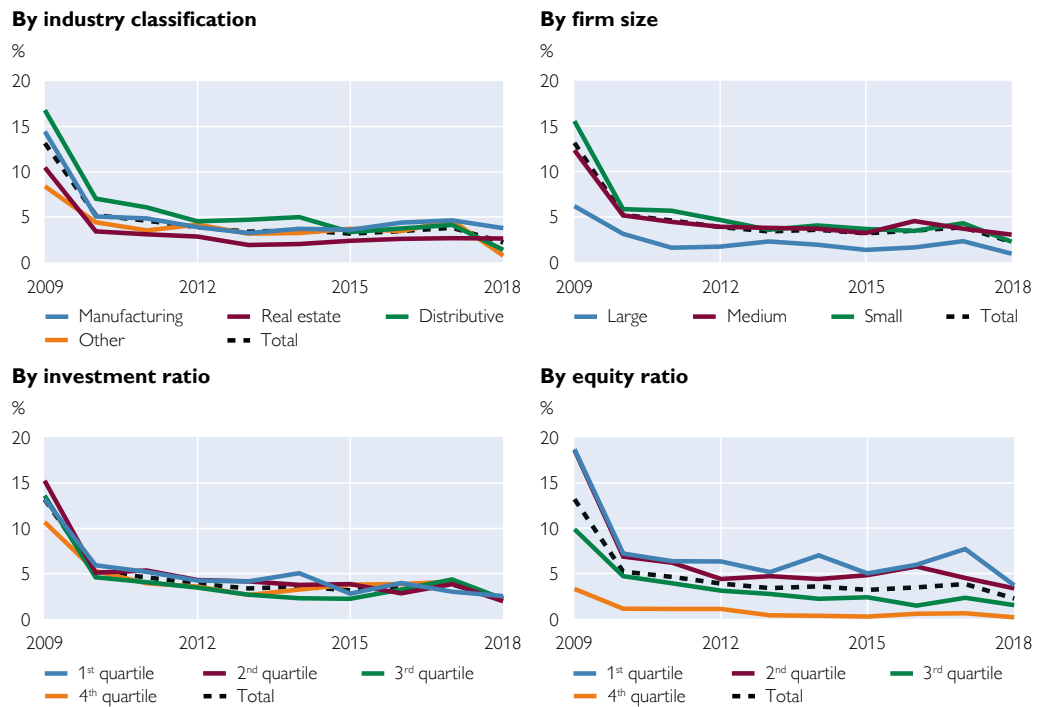 By industry classification
%
20
15
10
5
0
2009 2012 2015 2018
Manufacturing Real estate Distributive
Other Total
By firm size
%
20
15
10
5
0
2009 2012 2015 2018
Large Medium Small Total
By investment ratio
%
20
15
10
5
0
2009 2012 2015 2018
1st quartile 2nd quartile 3rd quartile
4th quartile Total
By equity ratio
%
20
15
10
5
0
2009 2012 2015 2018
1st quartile 2nd quartile 3rd quartile
4th quartile Total